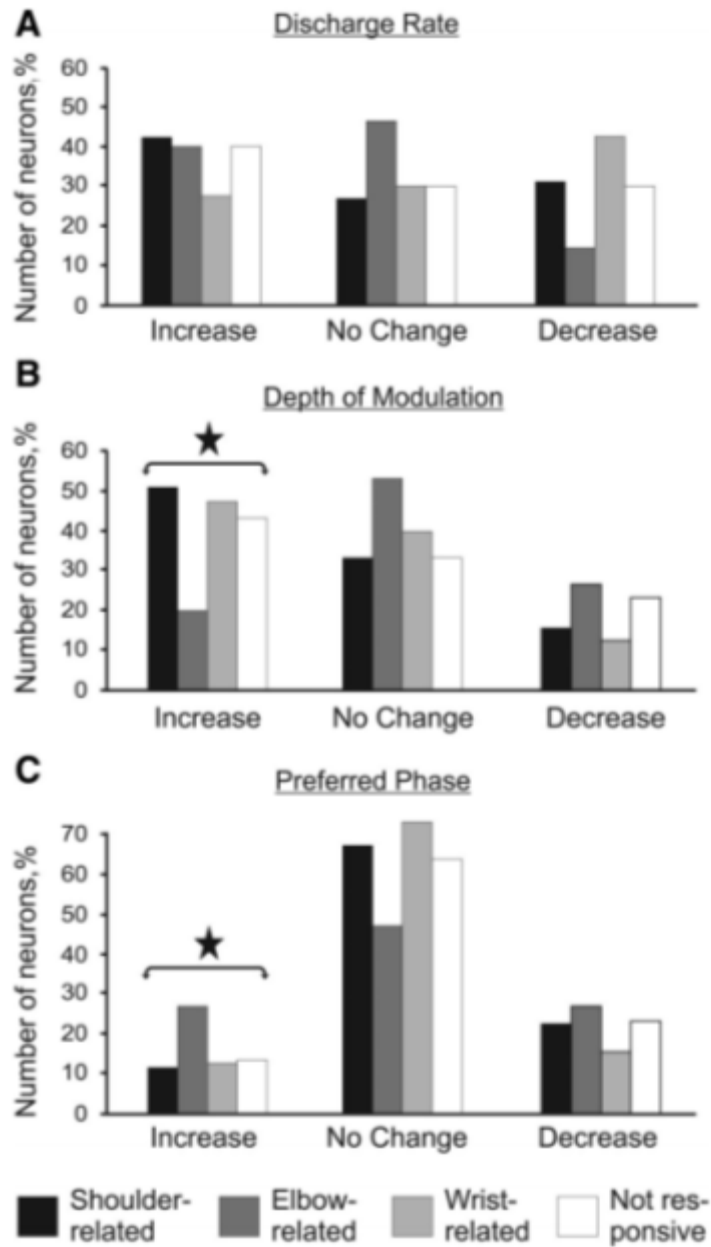 A
Discharge Rate
Number of neurons,%
60
50
40
30
20
10
0
Increase No Change Decrease
B
Depth of Modulation
Number of neurons,%
60
50
40
30
20
10
0
Increase No Change Decrease
C
Preferred Phase
Number of neurons,%
70
60
50
40
30
20
10
0
Increase No Change Decrease
Shoulder- Elbow- Wrist- Not res-
related related related ponsive